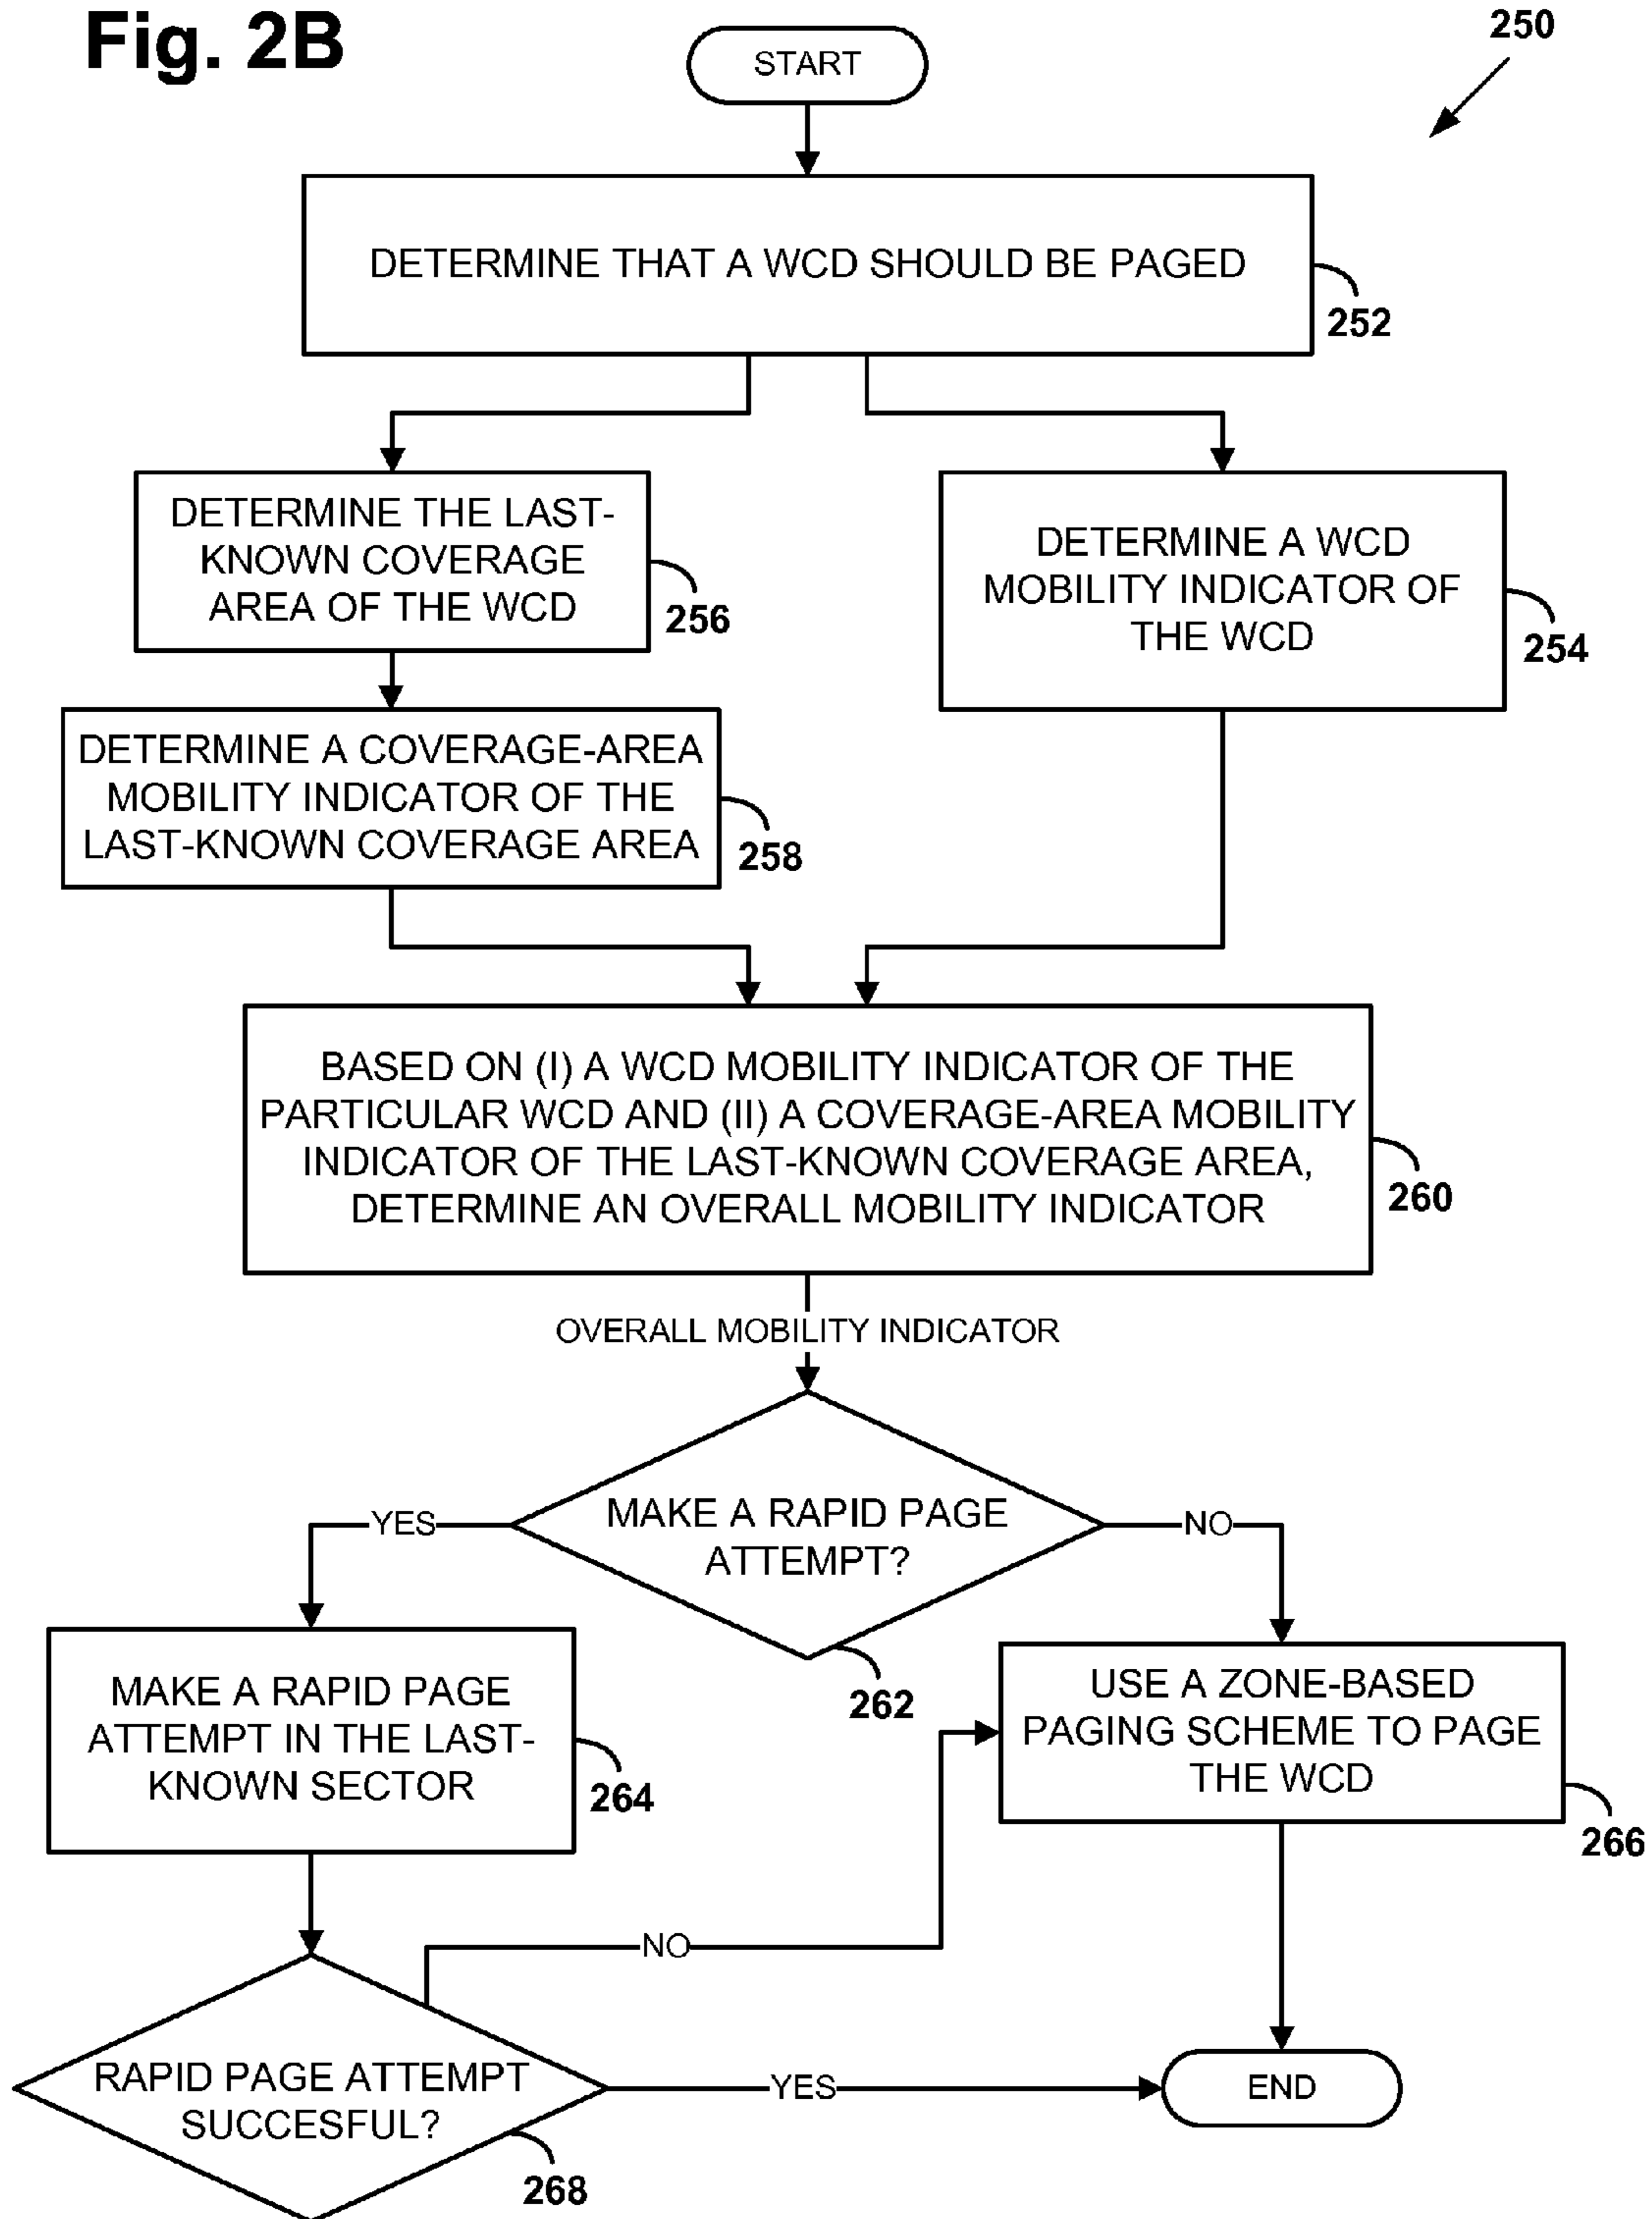 Fig. 2B
250
START
DETERMINE THAT A WCD SHOULD BE PAGED
252
DETERMINE THE LAST-
KNOWN COVERAGE
AREA OF THE WCD
256
DETERMINE A WCD
MOBILITY INDICATOR OF
THE WCD
254
DETERMINE A COVERAGE-AREA
MOBILITY INDICATOR OF THE
LAST-KNOWN COVERAGE AREA
258
BASED ON (I) A WCD MOBILITY INDICATOR OF THE
PARTICULAR WCD AND (II) A COVERAGE-AREA MOBILITY
INDICATOR OF THE LAST-KNOWN COVERAGE AREA,
DETERMINE AN OVERALL MOBILITY INDICATOR
260
OVERALL MOBILITY INDICATOR
MAKE A RAPID PAGE
ATTEMPT?
262
YES
NO
MAKE A RAPID PAGE
ATTEMPT IN THE LAST-
KNOWN SECTOR
264
USE A ZONE-BASED
PAGING SCHEME TO PAGE
THE WCD
266
NO
RAPID PAGE ATTEMPT
SUCCESFUL?
268
YES
END